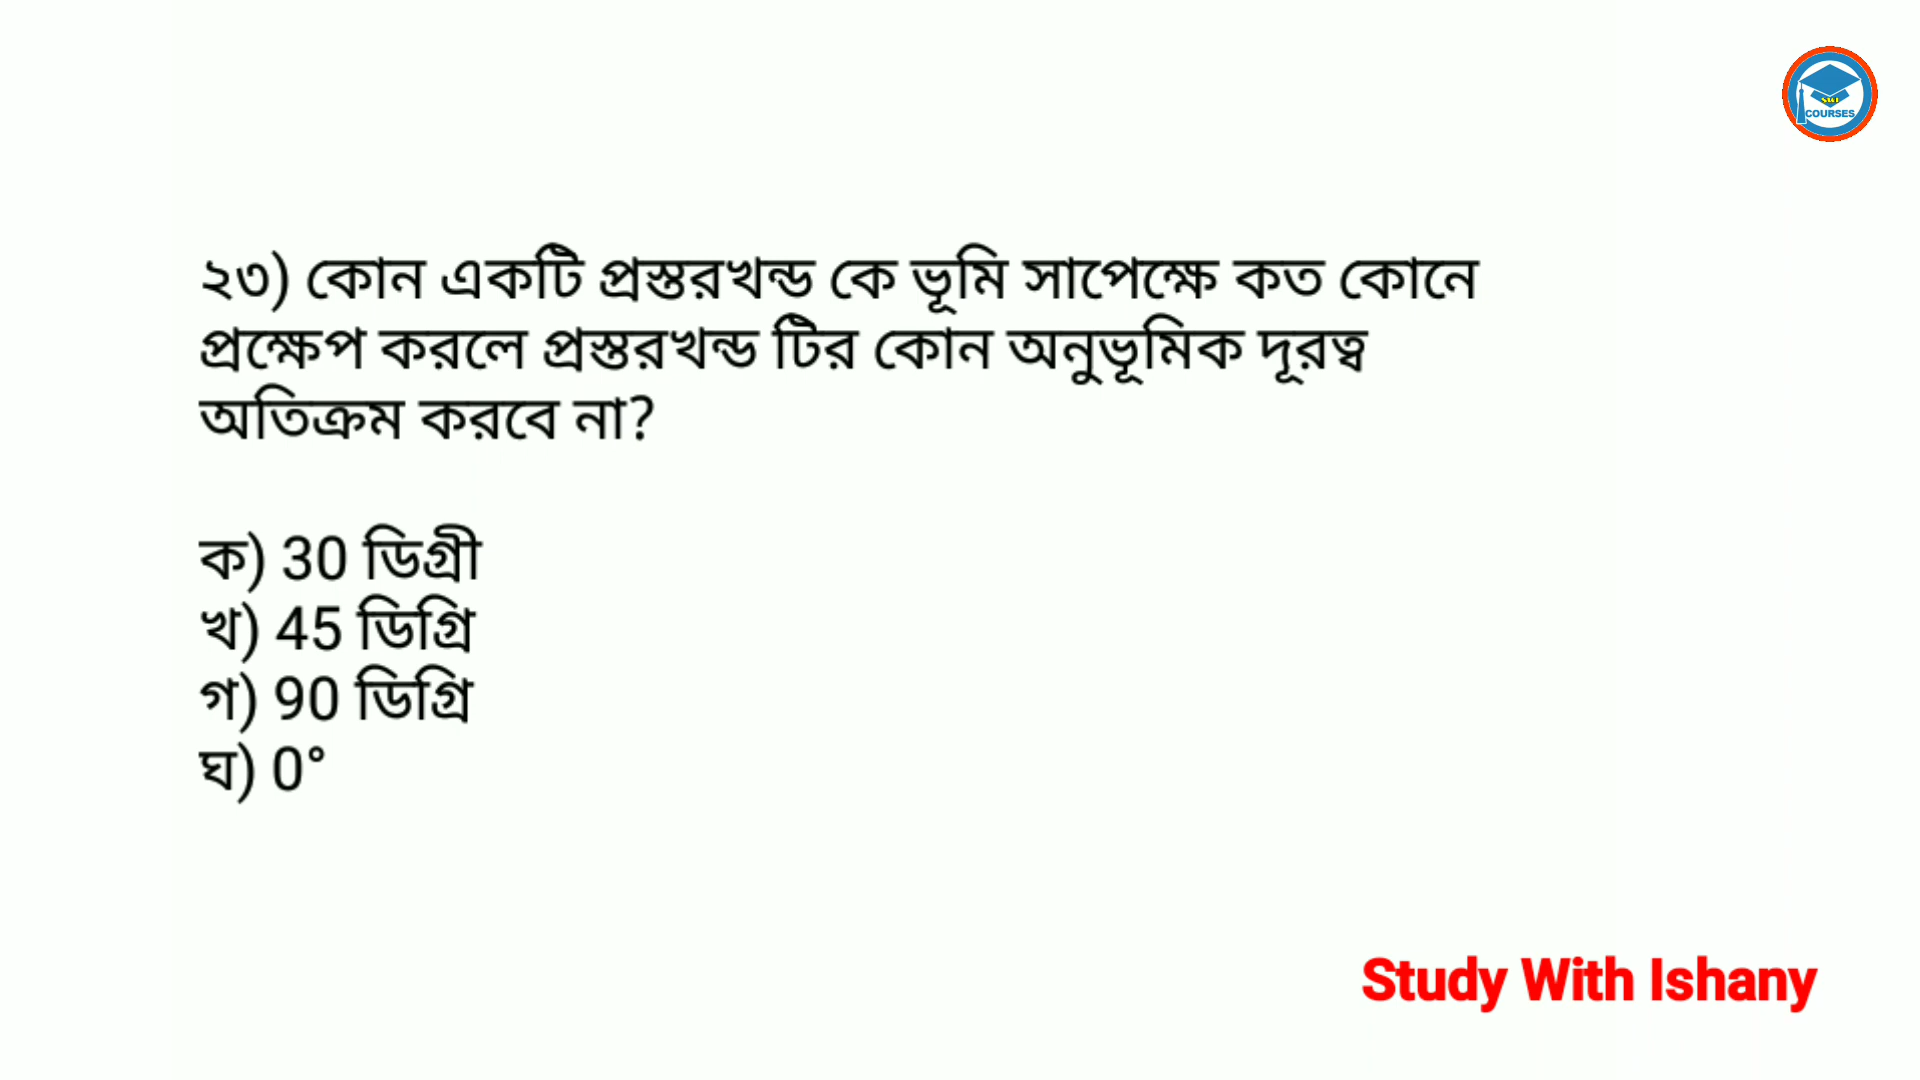 SWI
COURSES
২৩) কোন একটি প্রস্তরখন্ড কে ভূমি সাপেক্ষে কত কোনে
প্রক্ষেপ করলে প্রস্তরখন্ড টির কোন অনুভূমিক দূরত্ব
অতিক্রম করবে না?
ক) 30 ডিগ্রী
খ) 45 ডিগ্রি
গ) 90 ডিগ্রি
ঘ) 0°
Study With Ishany